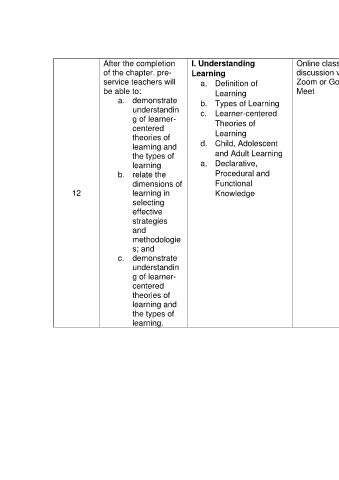 12
After the completion
of the chapter. pre-
service teachers will
be able to:
a. demonstrate
understandin
g of learner-
centered
theories of
learning and
the types of
learning
b. relate the
dimensions of
learning in
selecting
effective
strategies
and
methodologie
s; and
c. demonstrate
understandin
g of learner-
centered
theories of
learning and
the types of
learning.
I. Understanding
Learning
a. Definition of
Learning
b. Types of Learning
c. Learner-centered
Theories of
Learning
d. Child, Adolescent
and Adult Learning
a. Declarative,
Procedural and
Functional
Knowledge
Online clas
discussion v
Zoom or Go
Meet